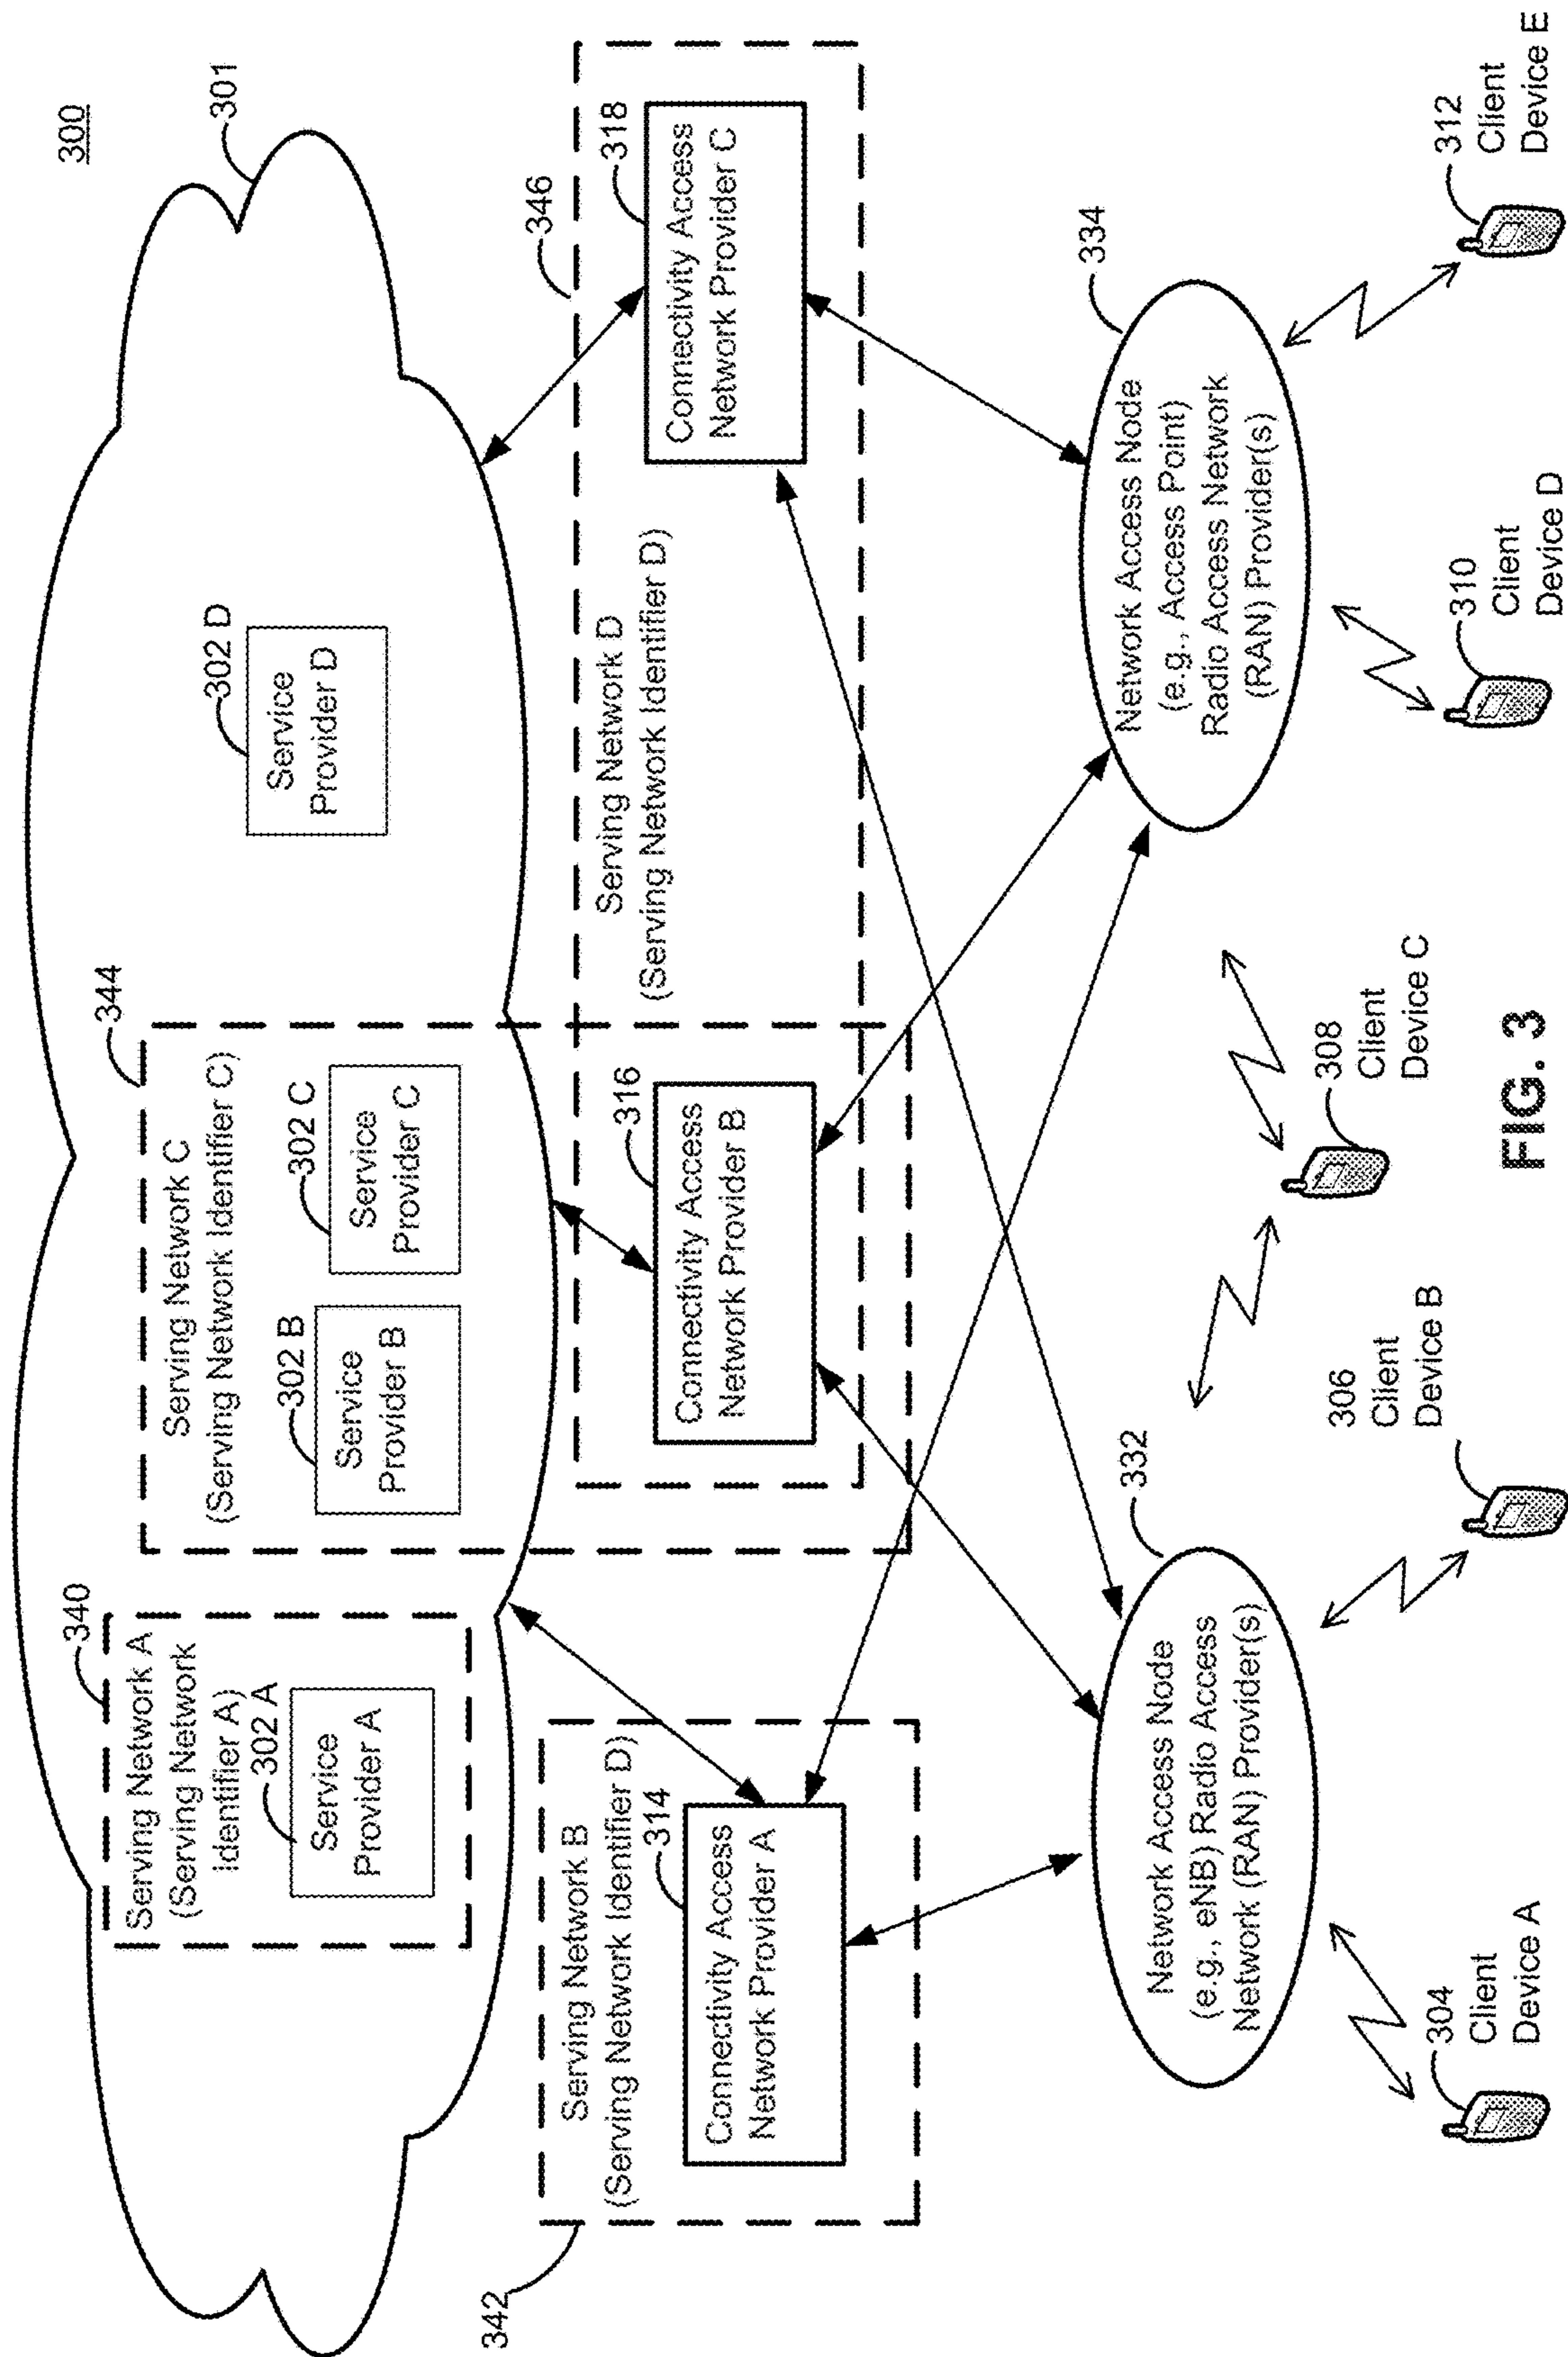 300
301
340
Serving Network A
(Serving Network
Identifier A)
302 A
Service
Provider A
344
Serving Network C
(Serving Network Identifier C)
302 B
Service
Provider B
302 C
Service
Provider C
302 D
Service
Provider D
342
Serving Network B
(Serving Network Identifier D)
314
Connectivity Access
Network Provider A
316
Connectivity Access
Network Provider B
Serving Network D
(Serving Network Identifier D)
346
318
Connectivity Access
Network Provider C
332
Network Access Node
(e.g., eNB) Radio Access
Network (RAN) Provider(s)
334
Network Access Node
(e.g., Access Point)
Radio Access Network
(RAN) Provider(s)
304
Client
Device A
306
Client
Device B
308
Client
Device C
310
Client
Device D
312
Client
Device E
FIG. 3